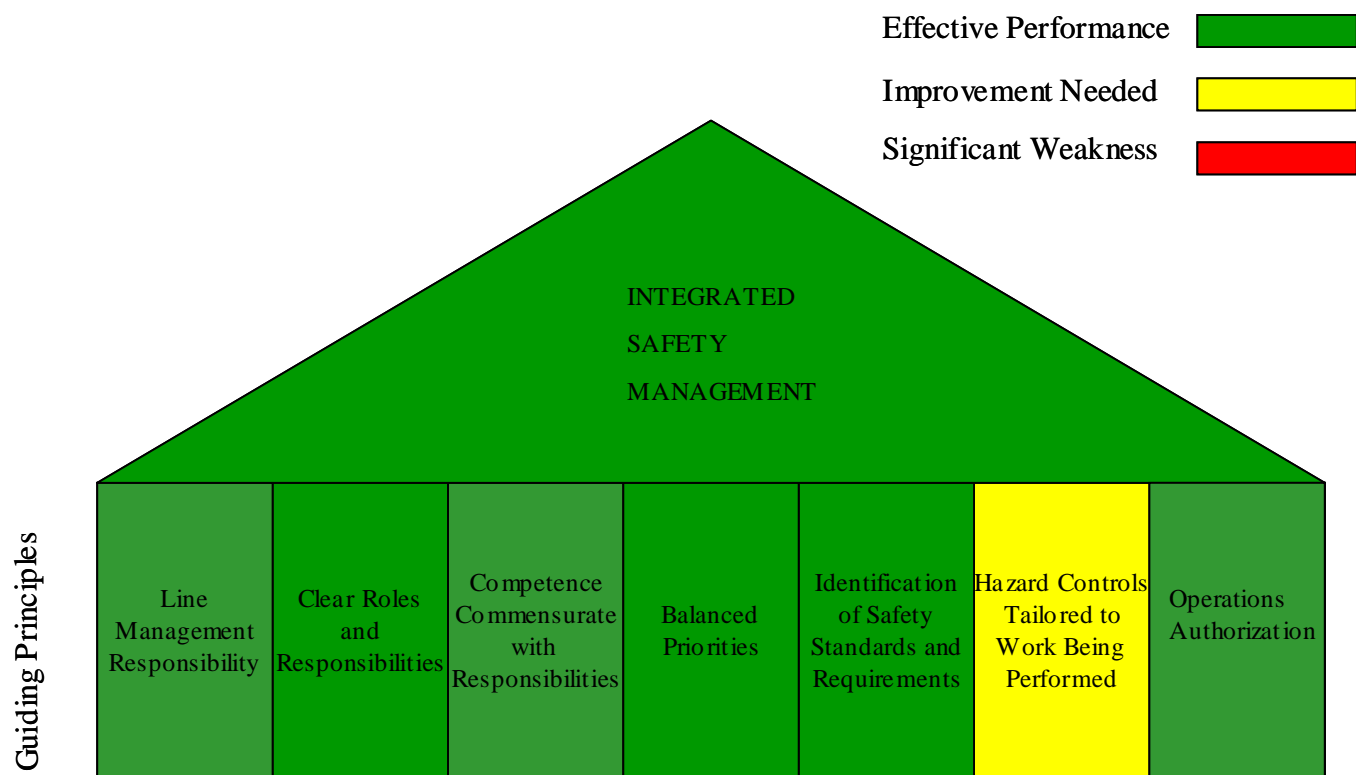 Effective Performance
Improvement Needed
Significant Weakness
INTEGRATED
SAFETY
MANAGEMENT
Guiding Principles
Line
Management
Responsibility
Clear Roles
and
Responsibilities
Competence
Commensurate
with
Responsibilities
Balanced
Priorities
Identification
of Safety
Standards and
Requirements
Hazard Controls
Tailored to
Work Being
Performed
Operations
Authorization